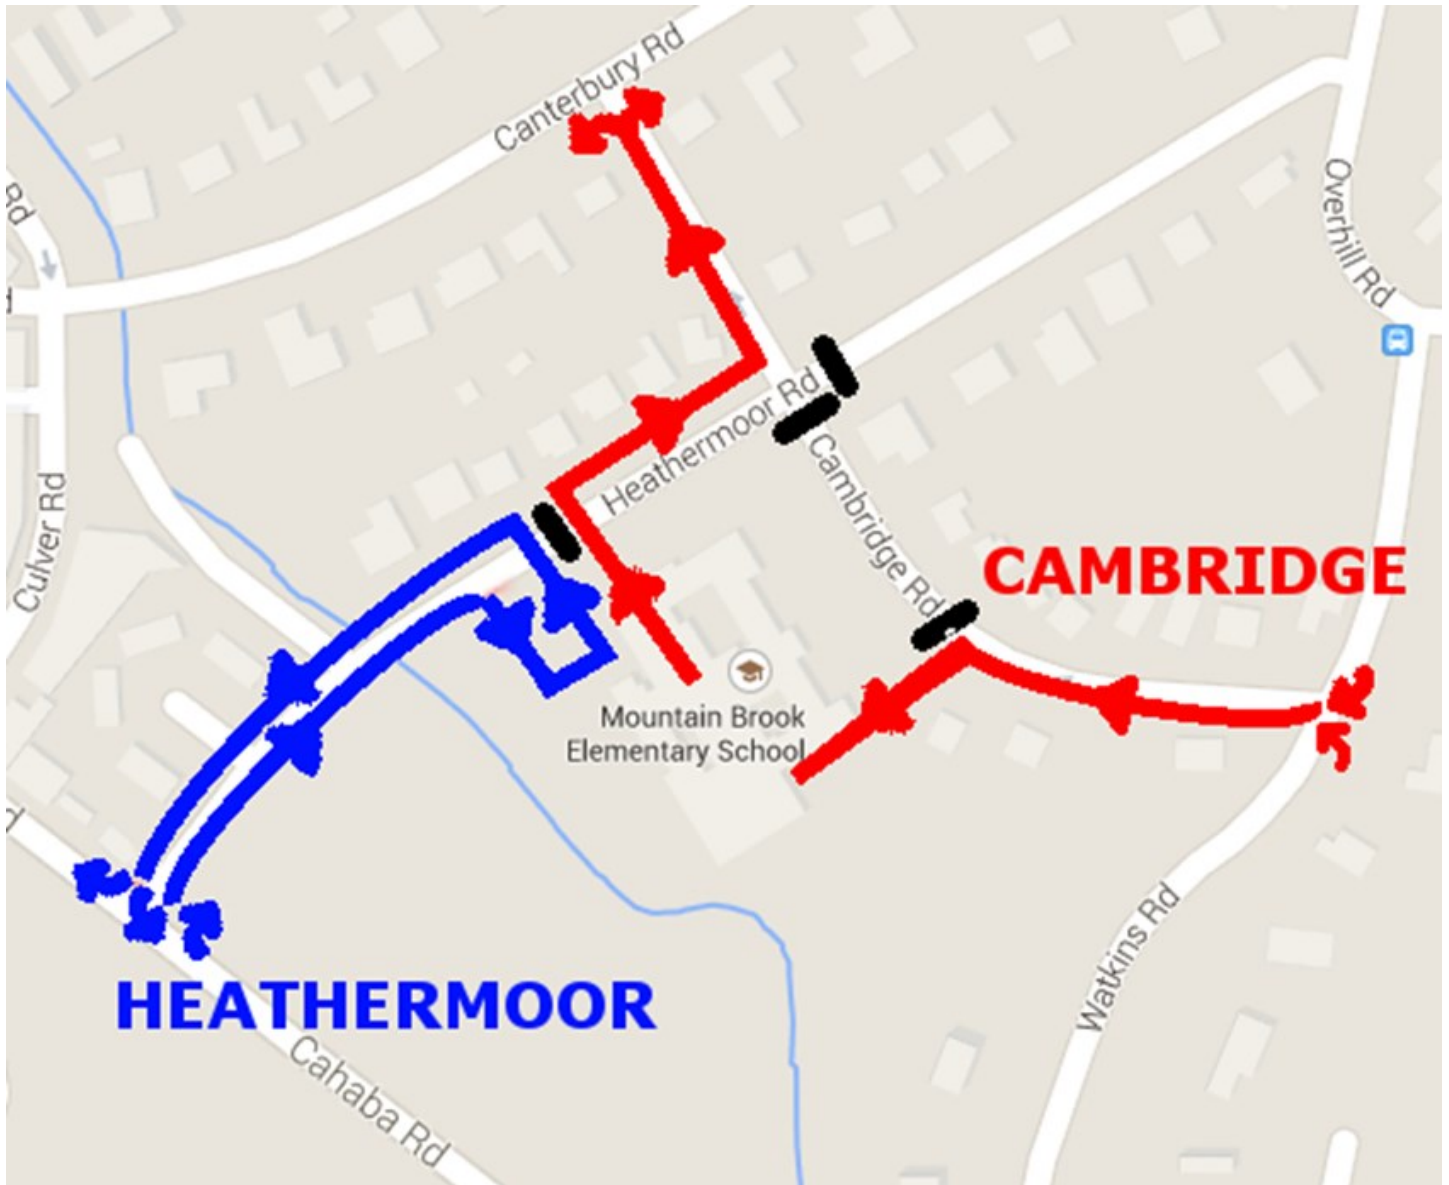 Canterbury Rd
Rd
Overhill Rd
Heathermoor Rd
Cambridge Rd
Culver Rd
CAMBRIDGE
Mountain Brook
Elementary School
Watkins Rd
HEATHERMOOR
Cahaba Rd